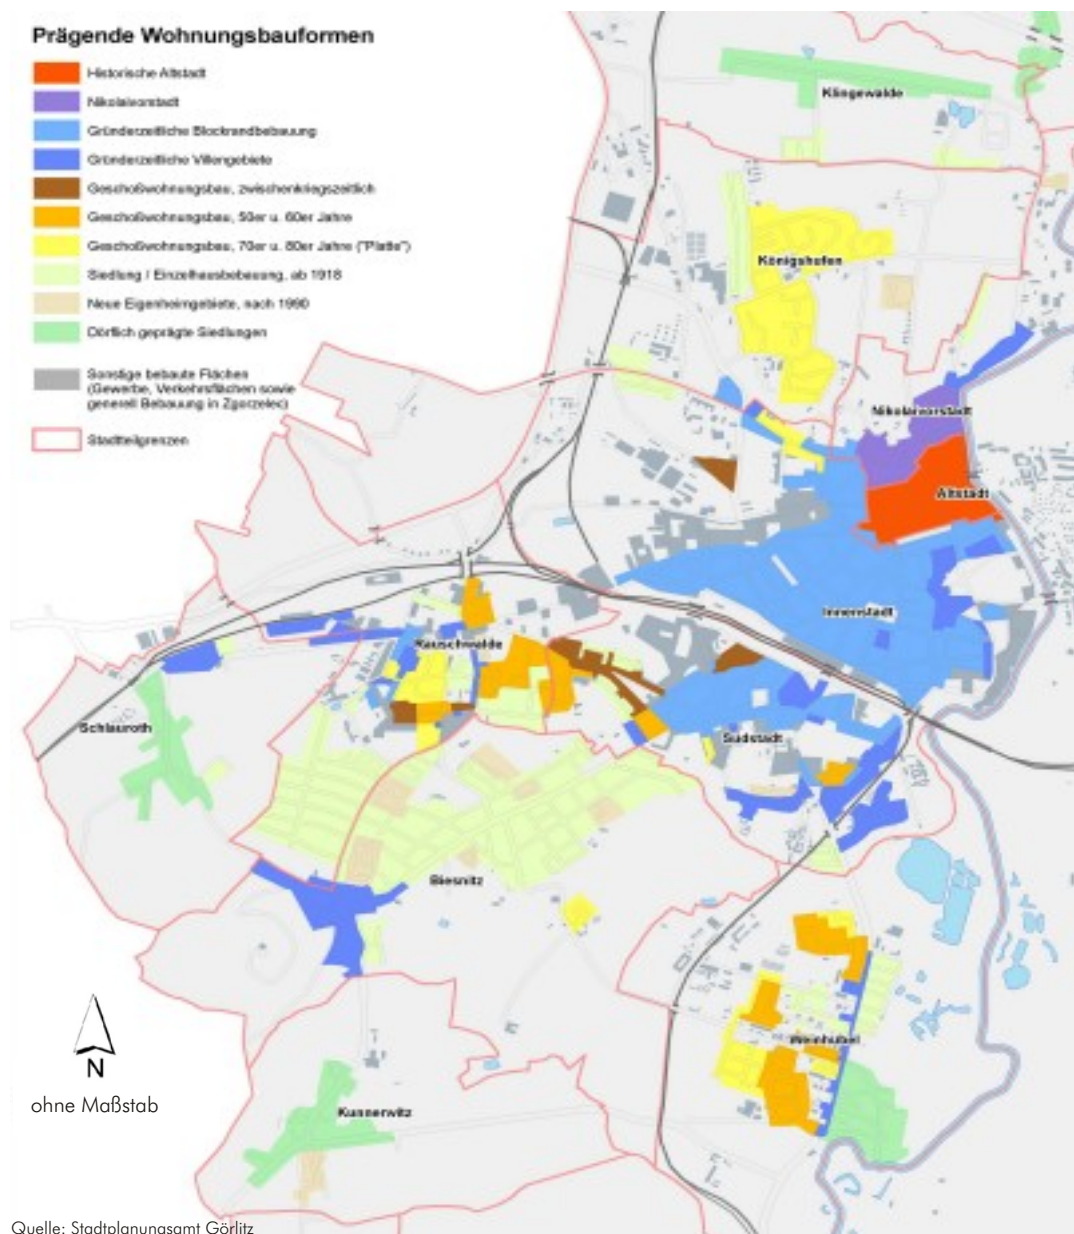 Prägende Wohnungsbauformen
Historische Altstadt
Nikolaivorstadt
Gründerzeitliche Blockrandbebauung
Gründerzeitliche Villengebiete
Geschoßwohnungsbau, zwischenkriegszeitlich
Geschoßwohnungsbau, 50er u. 60er Jahre
Geschoßwohnungsbau, 70er u. 80er Jahre ("Platte")
Siedlung / Einzelhausbebauung, ab 1918
Neue Eigenheimgebiete, nach 1990
Dörflich geprägte Siedlungen
Sonstige bebaute Flächen
(Gewerbe, Verkehrsflächen sowie
generell Bebauung in Zgorzelec)
Stadtteilgrenzen
Klingewalde
Königshufen
Nikolaivorstadt
Altstadt
Innenstadt
Rauschwalde
Schlauroth
Südstadt
Biesnitz
Weinhübel
Kunnerwitz
N
ohne Maßstab
Quelle: Stadtplanungsamt Görlitz